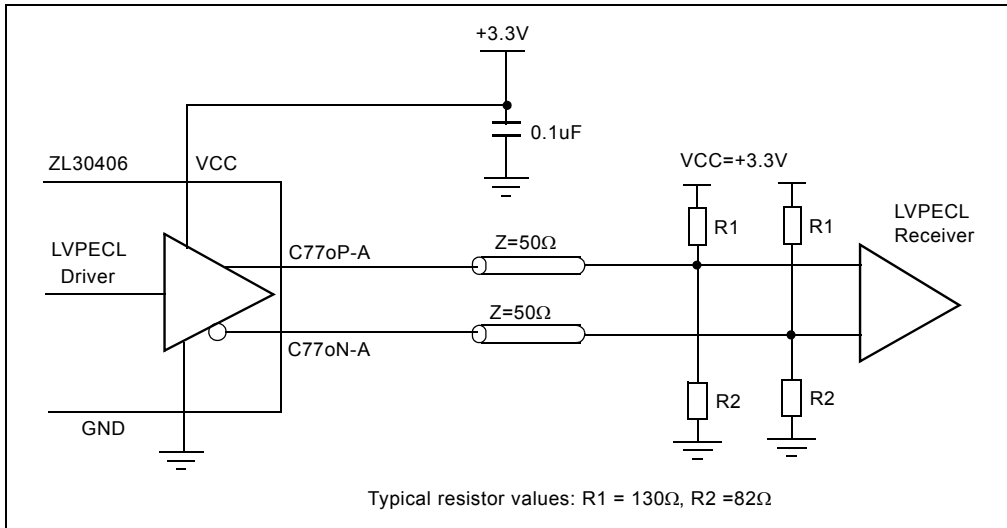 +3.3V
0.1uF
ZL30406
VCC
VCC=+3.3V
R1
R1
LVPECL
Receiver
LVPECL
Driver
C77oP-A
Z=50Ω
Z=50Ω
C77oN-A
R2
R2
GND
Typical resistor values: R1 = 130Ω, R2 =82Ω